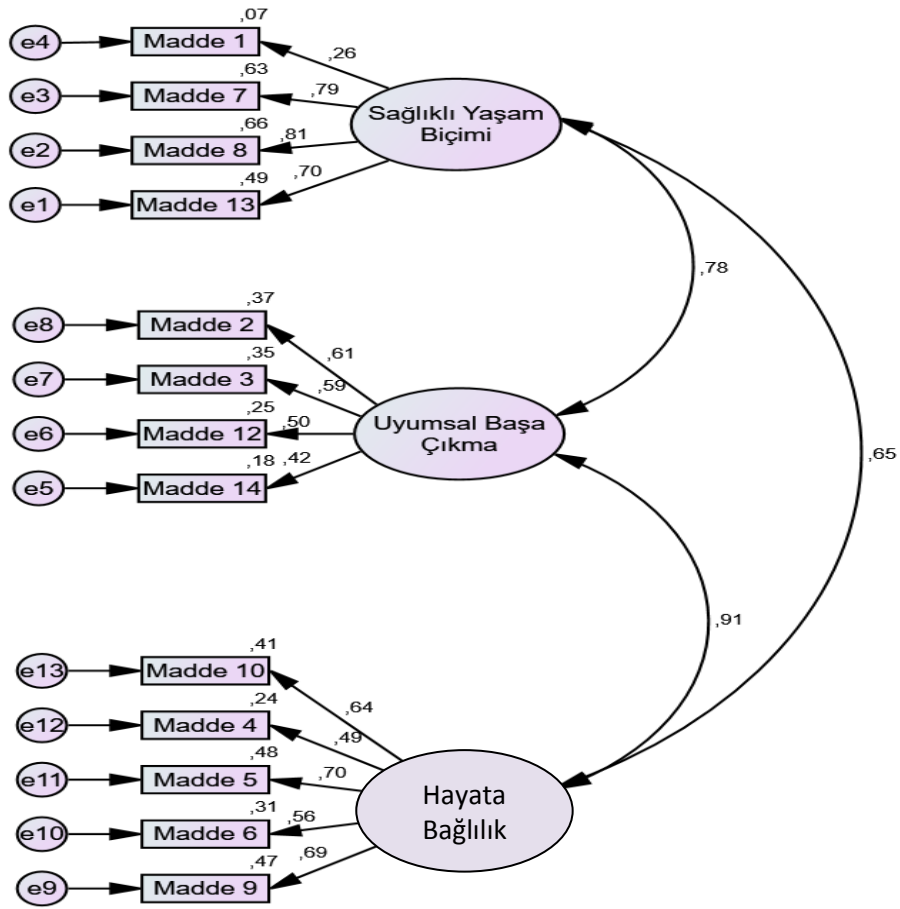 ,07
e4 Madde 1 ,26
,63
e3 Madde 7 ,79
,66
e2 Madde 8 ,81
,49
e1 Madde 13 ,70
Sağlıklı Yaşam
Biçimi
,78
,37
e8 Madde 2 ,61
,35
e7 Madde 3 ,59
,25
e6 Madde 12 ,50
,18
e5 Madde 14 ,42
Uyumsal Başa
Çıkma
,65
,91
,41
e13 Madde 10 ,64
,24
e12 Madde 4 ,49
,48
e11 Madde 5 ,70
,31
e10 Madde 6 ,56
,47
e9 Madde 9 ,69
Hayata
Bağlılık